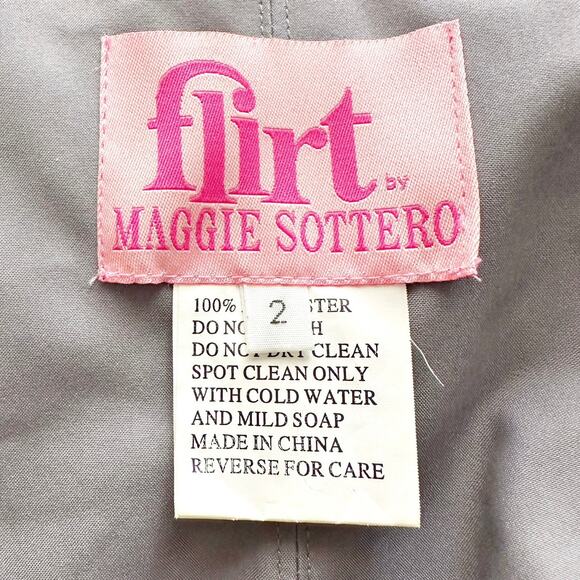 flirt
by
MAGGIE SOTTERO
2
100%
DO NOT
DO NOT DRY CLEAN
SPOT CLEAN ONLY
WITH COLD WATER
AND MILD SOAP
MADE IN CHINA
REVERSE FOR CARE